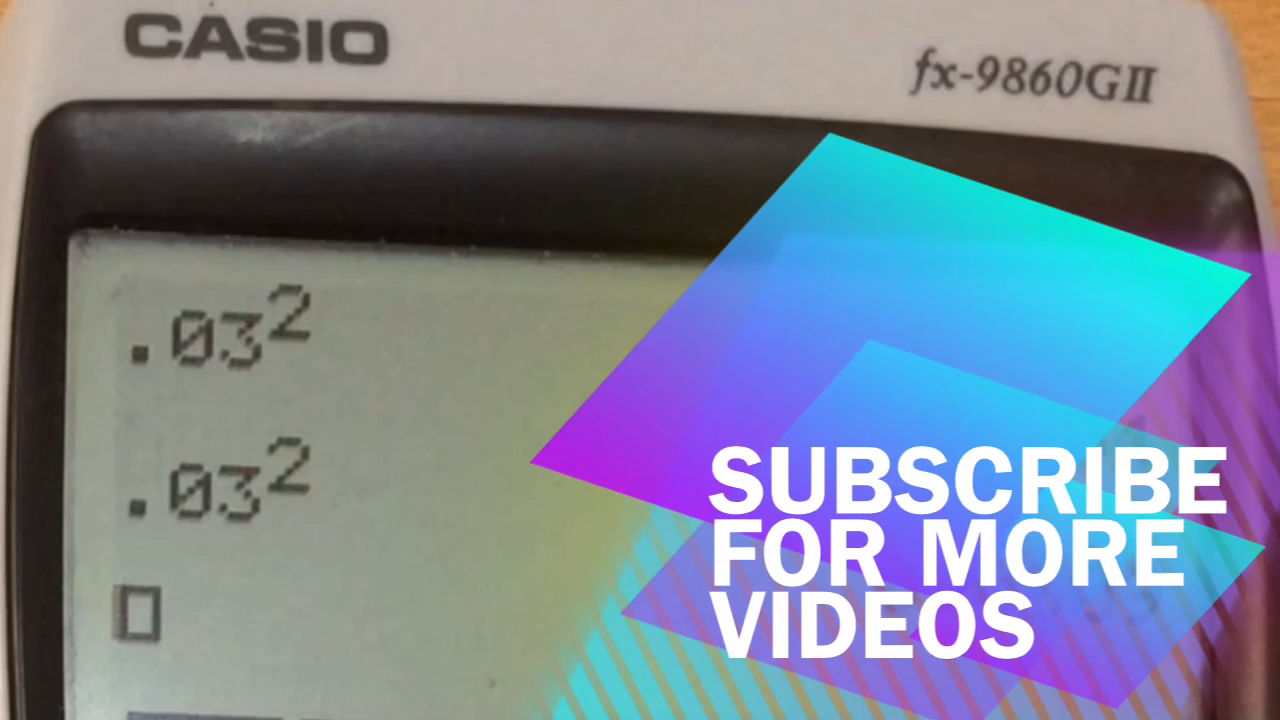 CASIO
fx-9860GII
.03²
.03²
SUBSCRIBE
FOR MORE
VIDEOS